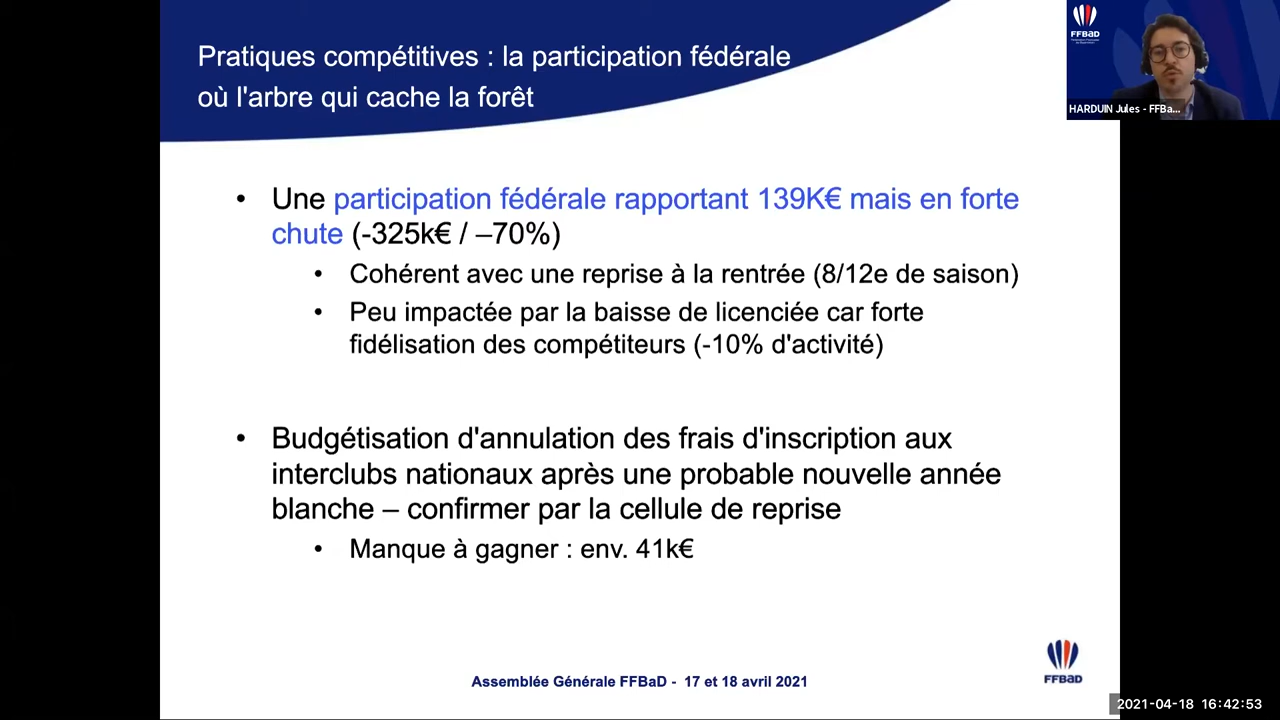 Pratiques compétitives : la participation fédérale
où l'arbre qui cache la forêt
FFBaD
HARDUIN Jules - FFBa...
• Une participation fédérale rapportant 139K€ mais en forte
chute (-325k€ / –70%)
• Cohérent avec une reprise à la rentrée (8/12e de saison)
• Peu impactée par la baisse de licenciée car forte
fidélisation des compétiteurs (-10% d'activité)
• Budgétisation d'annulation des frais d'inscription aux
interclubs nationaux après une probable nouvelle année
blanche – confirmer par la cellule de reprise
• Manque à gagner : env. 41k€
FFBaD
Assemblée Générale FFBaD - 17 et 18 avril 2021
2021-04-18 16:42:53